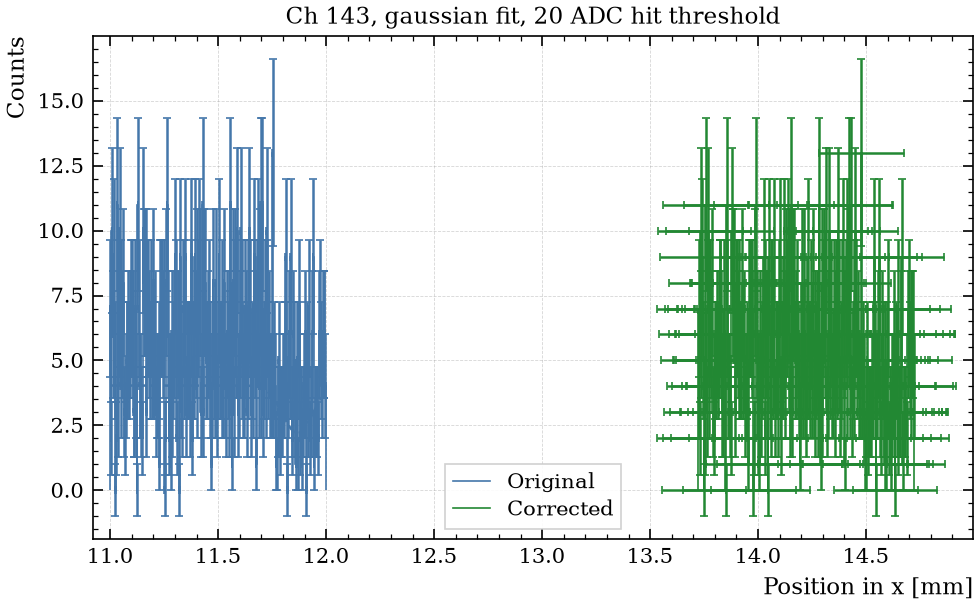 Ch 143, gaussian fit, 20 ADC hit threshold
Counts
15.0
12.5
10.0
7.5
5.0
2.5
0.0
Original
Corrected
11.0 11.5 12.0 12.5 13.0 13.5 14.0 14.5
Position in x [mm]